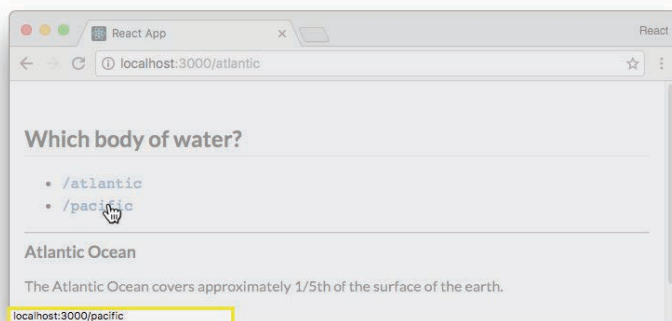 React App
React
localhost:3000/atlantic
Which body of water?
/atlantic
/pacific
Atlantic Ocean
The Atlantic Ocean covers approximately 1/5th of the surface of the earth.
localhost:3000/pacific